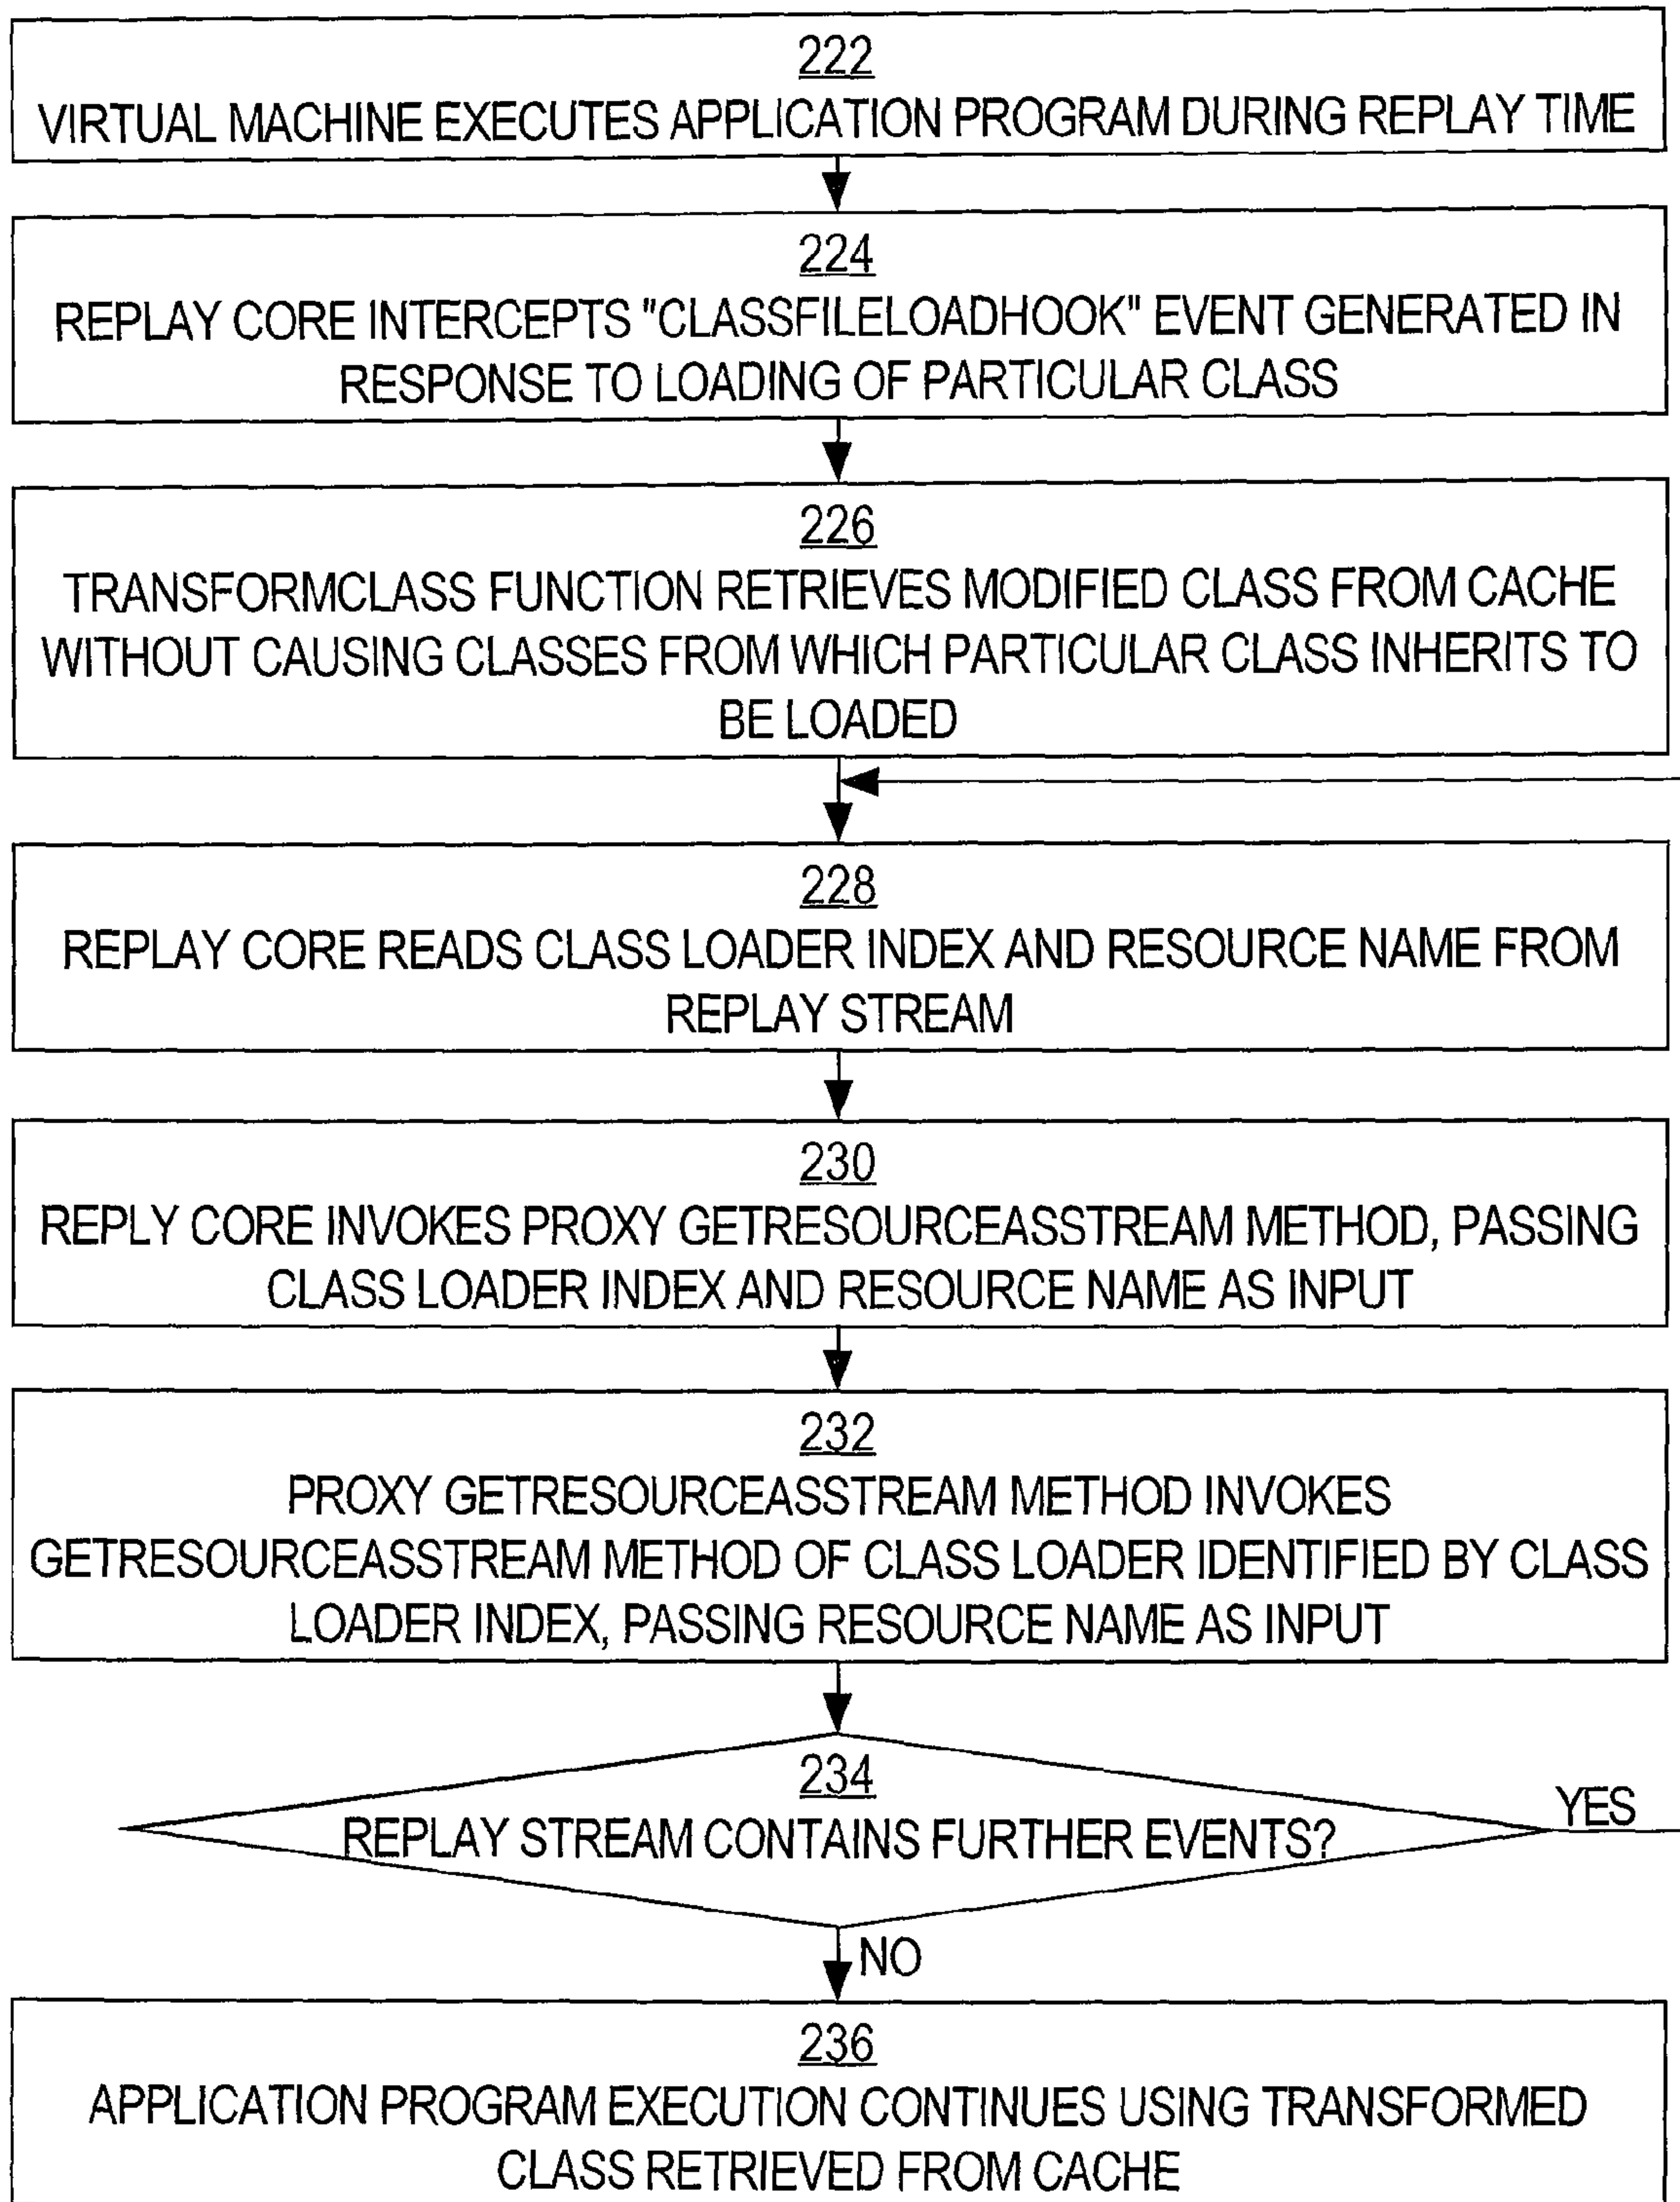 222
VIRTUAL MACHINE EXECUTES APPLICATION PROGRAM DURING REPLAY TIME
224
REPLAY CORE INTERCEPTS "CLASSFILELOADHOOK" EVENT GENERATED IN
RESPONSE TO LOADING OF PARTICULAR CLASS
226
TRANSFORMCLASS FUNCTION RETRIEVES MODIFIED CLASS FROM CACHE
WITHOUT CAUSING CLASSES FROM WHICH PARTICULAR CLASS INHERITS TO
BE LOADED
228
REPLAY CORE READS CLASS LOADER INDEX AND RESOURCE NAME FROM
REPLAY STREAM
230
REPLY CORE INVOKES PROXY GETRESOURCEASSTREAM METHOD, PASSING
CLASS LOADER INDEX AND RESOURCE NAME AS INPUT
232
PROXY GETRESOURCEASSTREAM METHOD INVOKES
GETRESOURCEASSTREAM METHOD OF CLASS LOADER IDENTIFIED BY CLASS
LOADER INDEX, PASSING RESOURCE NAME AS INPUT
234
REPLAY STREAM CONTAINS FURTHER EVENTS?
YES
NO
236
APPLICATION PROGRAM EXECUTION CONTINUES USING TRANSFORMED
CLASS RETRIEVED FROM CACHE